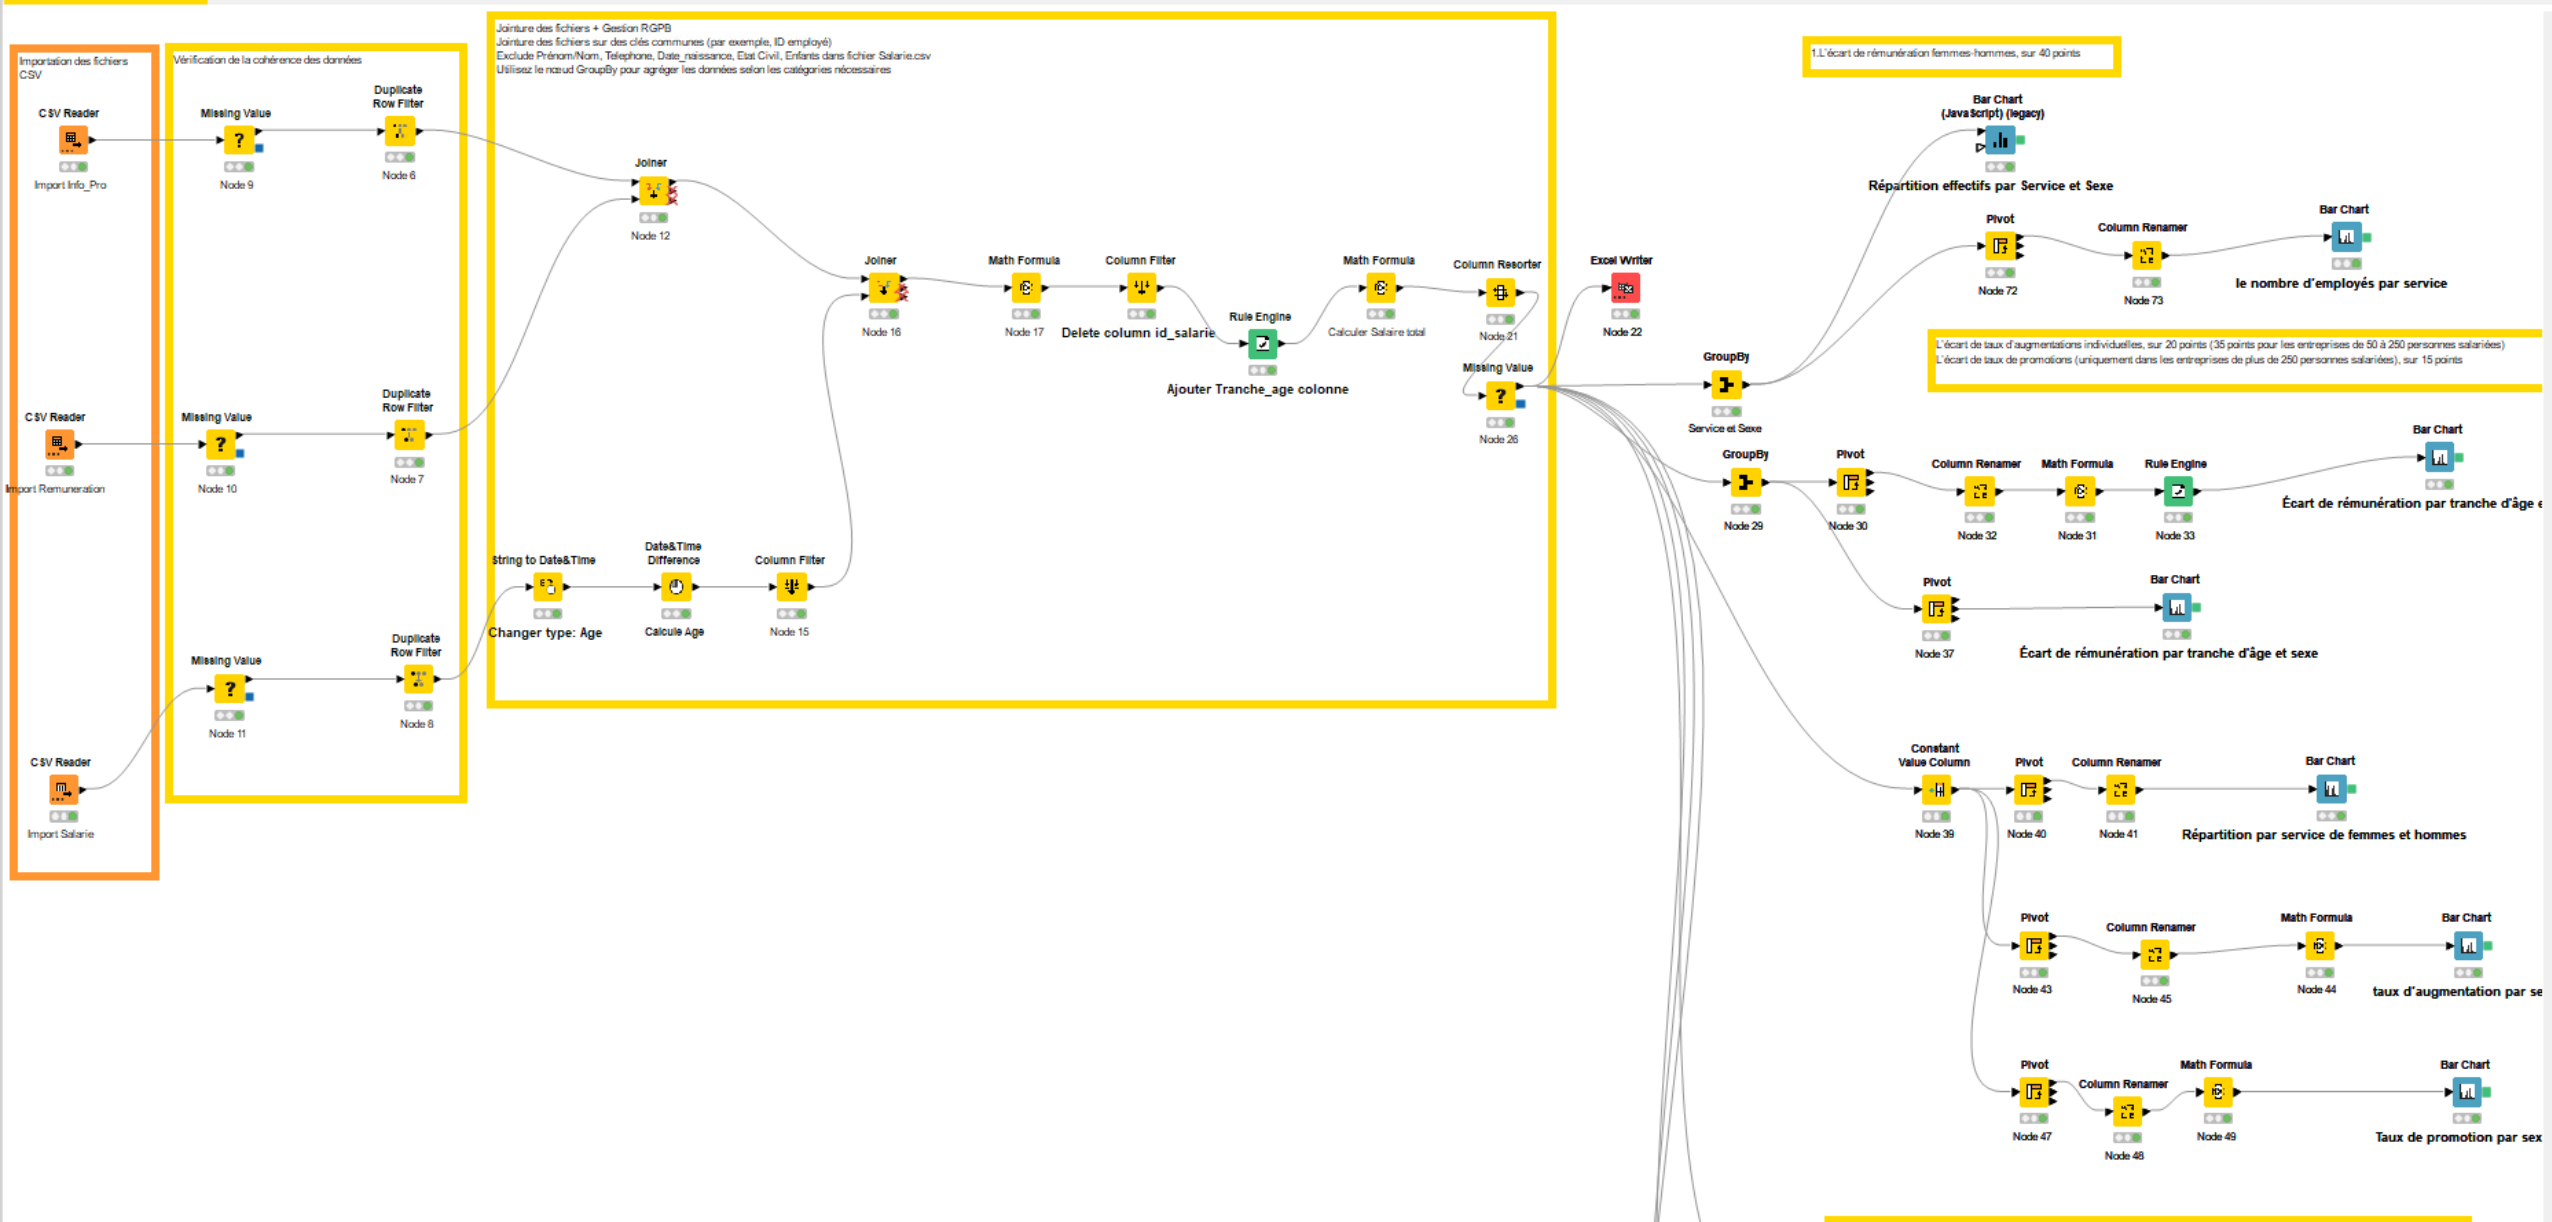 Importation des fichiers
CSV
CSV Reader
Import Info_Pro
CSV Reader
Import Remuneration
CSV Reader
Import Salarie
Vérification de la cohérence des données
Missing Value
Node 9
Duplicate
Row Filter
Node 6
Missing Value
Node 10
Duplicate
Row Filter
Node 7
Missing Value
Node 11
Duplicate
Row Filter
Node 8
Jointure des fichiers + Gestion RGPB
Jointure des fichiers sur des clés communes (par exemple, ID employé)
Exclude Prénom/Nom, Telephone, Date_naissance, Etat Civil, Enfants dans fichier Salarie.csv
Utilisez le nœud GroupBy pour agréger les données selon les catégories nécessaires
Joiner
Node 12
Joiner
Node 16
Math Formula
Node 17
Column Filter
Delete column id_salarie
Rule Engine
Ajouter Tranche_age colonne
Math Formula
Calculer Salaire total
Column Resorter
Node 21
Missing Value
Node 26
String to Date&Time
Changer type: Age
Date&Time
Difference
Calcule Age
Column Filter
Node 15
Excel Writer
Node 22
1.L'écart de rémunération femmes-hommes, sur 40 points
Bar Chart
(JavaScript) (legacy)
Répartition effectifs par Service et Sexe
Pivot
Node 72
Column Renamer
Node 73
Bar Chart
le nombre d'employés par service
L'écart de taux d'augmentations individuelles, sur 20 points (35 points pour les entreprises de 50 à 250 personnes salariées)
L'écart de taux de promotions (uniquement dans les entreprises de plus de 250 personnes salariées), sur 15 points
GroupBy
Service et Sexe
GroupBy
Node 29
Pivot
Node 30
Column Renamer
Node 32
Math Formula
Node 31
Rule Engine
Node 33
Bar Chart
Écart de rémunération par tranche d'âge e
Pivot
Node 37
Bar Chart
Écart de rémunération par tranche d'âge et sexe
Constant
Value Column
Node 39
Pivot
Node 40
Column Renamer
Node 41
Bar Chart
Répartition par service de femmes et hommes
Pivot
Node 43
Column Renamer
Node 45
Math Formula
Node 44
Bar Chart
taux d'augmentation par se
Pivot
Node 47
Column Renamer
Node 48
Math Formula
Node 49
Bar Chart
Taux de promotion par sex